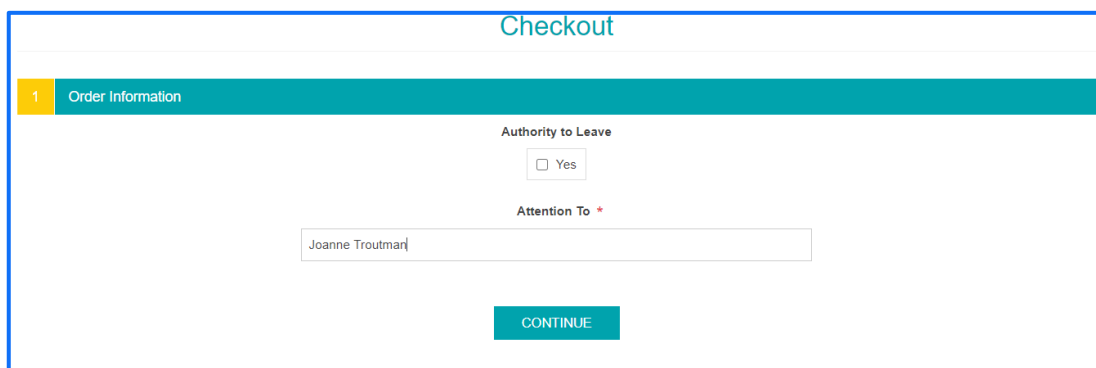 Checkout
1 Order Information
Authority to Leave
Yes
Attention To *
Joanne Troutman
CONTINUE